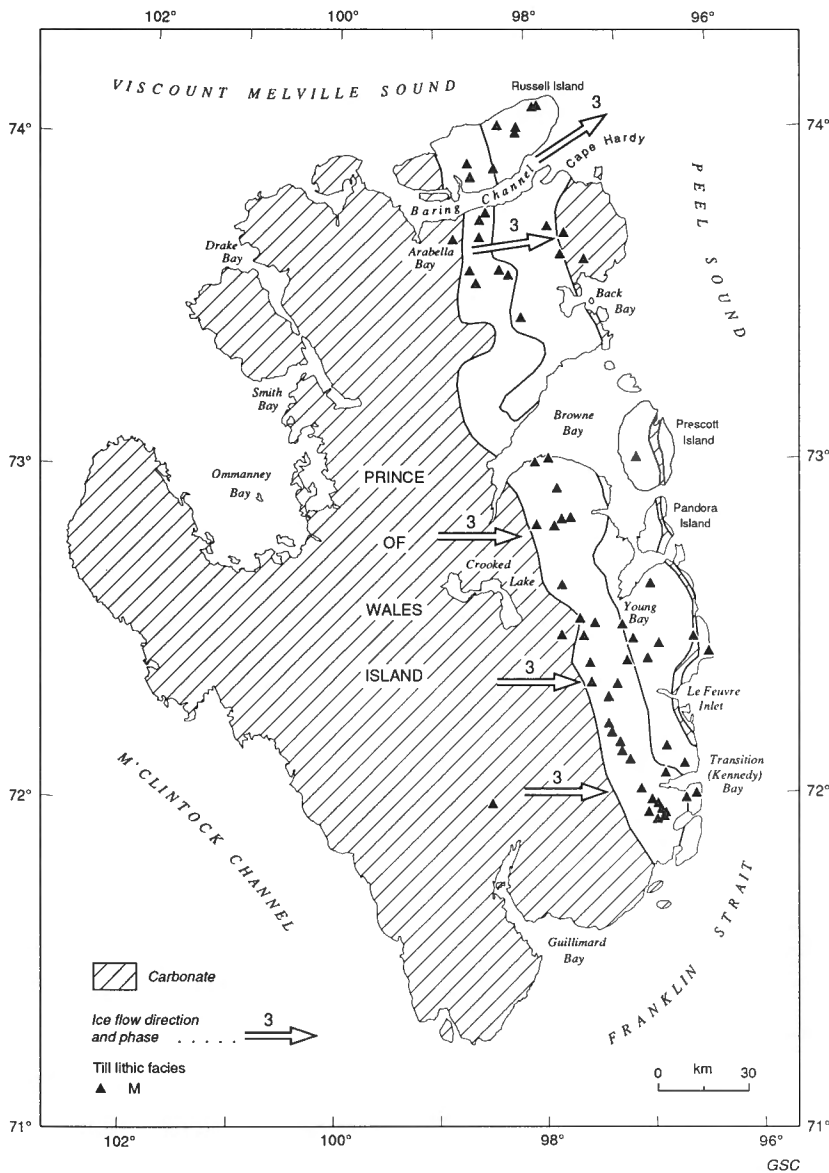 102°
100°
98°
96°
VISCOUNT MELVILLE SOUND
Russell Island
3
74°
74°
Cape Hardy
Baring Channel
PEEL SOUND
3
Drake
Bay
Arabella
Bay
Back
Bay
Smith
Bay
Browne
Bay
Prescott
Island
73°
73°
Ommanney
Bay
PRINCE
OF
WALES
ISLAND
Pandora
Island
3
Crooked
Lake
Young
Bay
3
Le Feuvre
Inlet
Transition
(Kennedy)
Bay
3
72°
72°
M'CLINTOCK CHANNEL
Guillimard
Bay
FRANKLIN STRAIT
Carbonate
Ice flow direction
and phase . . . . .
3
Till lithic facies
M
0 km 30
71°
71°
102°
100°
98°
96°
GSC